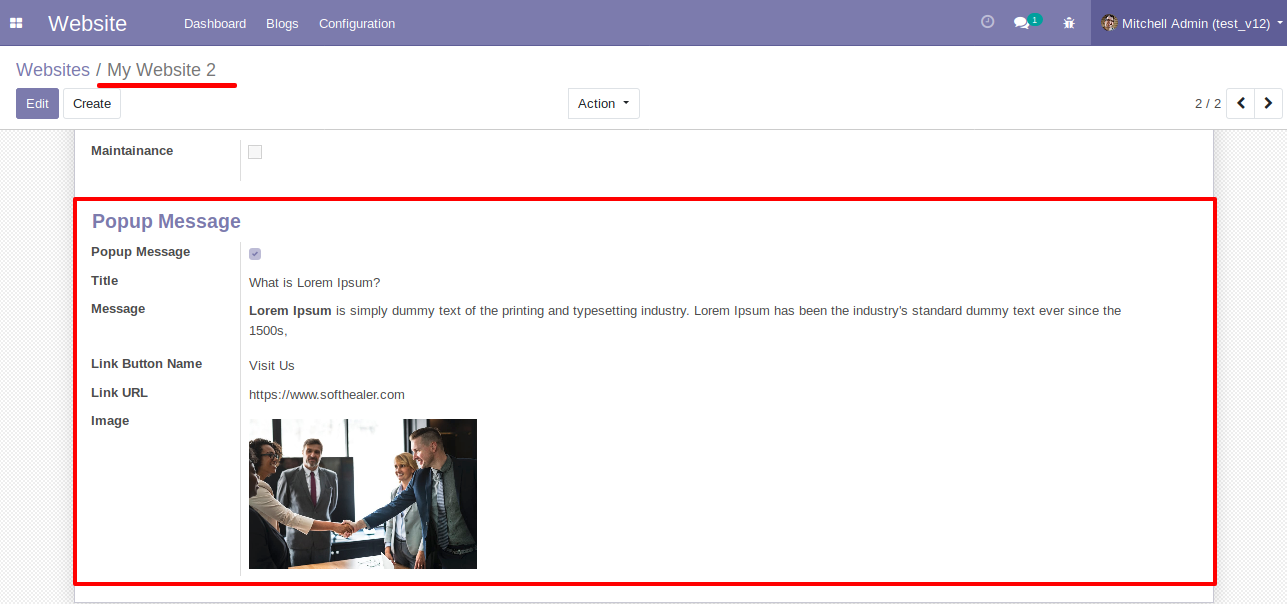 Website Dashboard Blogs Configuration 1 Mitchell Admin (test_v12)
Websites / My Website 2
Edit Create Action 2 / 2
Maintainance
Popup Message
Popup Message
Title What is Lorem Ipsum?
Message Lorem Ipsum is simply dummy text of the printing and typesetting industry. Lorem Ipsum has been the industry's standard dummy text ever since the
1500s,
Link Button Name Visit Us
Link URL https://www.softhealer.com
Image